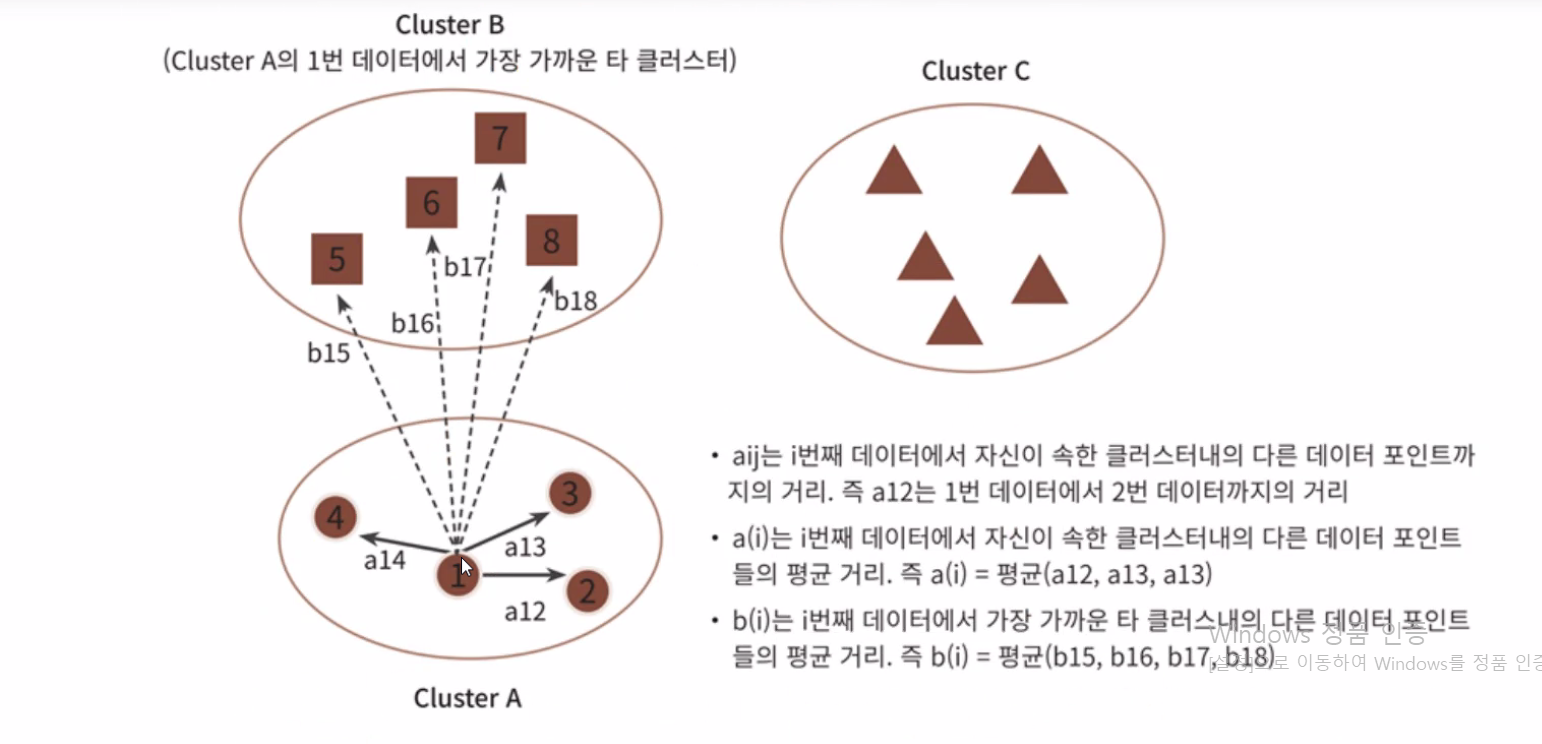 Cluster B
(Cluster A의 1번 데이터에서 가장 가까운 타 클러스터)
Cluster C
7
6
8
5
b17
b18
b16
b15
3
4
a13
a14
1
2
a12
Cluster A
• aij는 i번째 데이터에서 자신이 속한 클러스터내의 다른 데이터 포인트까
지의 거리. 즉 a12는 1번 데이터에서 2번 데이터까지의 거리
• a(i)는 i번째 데이터에서 자신이 속한 클러스터내의 다른 데이터 포인트
들의 평균 거리. 즉 a(i) = 평균(a12, a13, a13)
• b(i)는 i번째 데이터에서 가장 가까운 타 클러스내의 다른 데이터 포인트
들의 평균 거리. 즉 b(i) = 평균(b15, b16, b17, b18)
Windows 정품 인증
[설정]으로 이동하여 Windows를 정품 인증